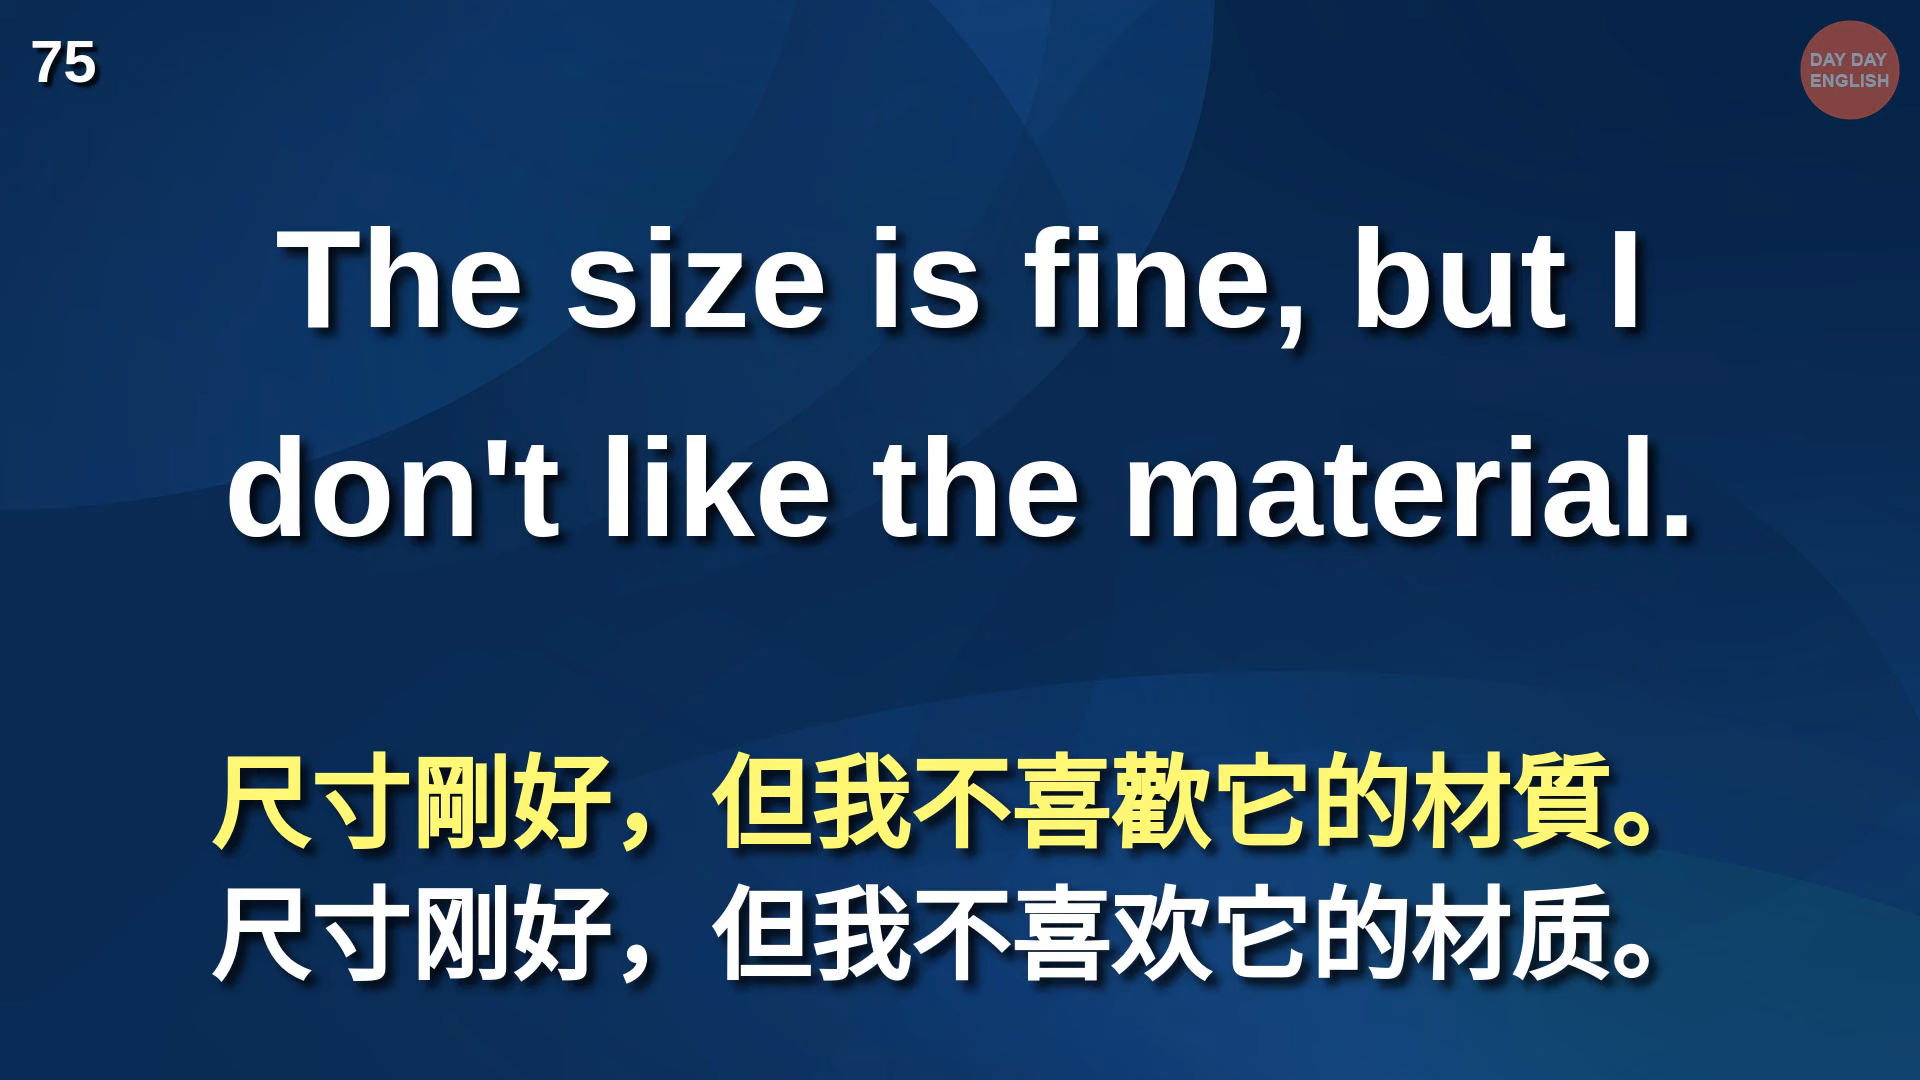 75
DAY DAY
ENGLISH
The size is fine, but I
don't like the material.
尺寸剛好，但我不喜歡它的材質。
尺寸刚好，但我不喜欢它的材质。